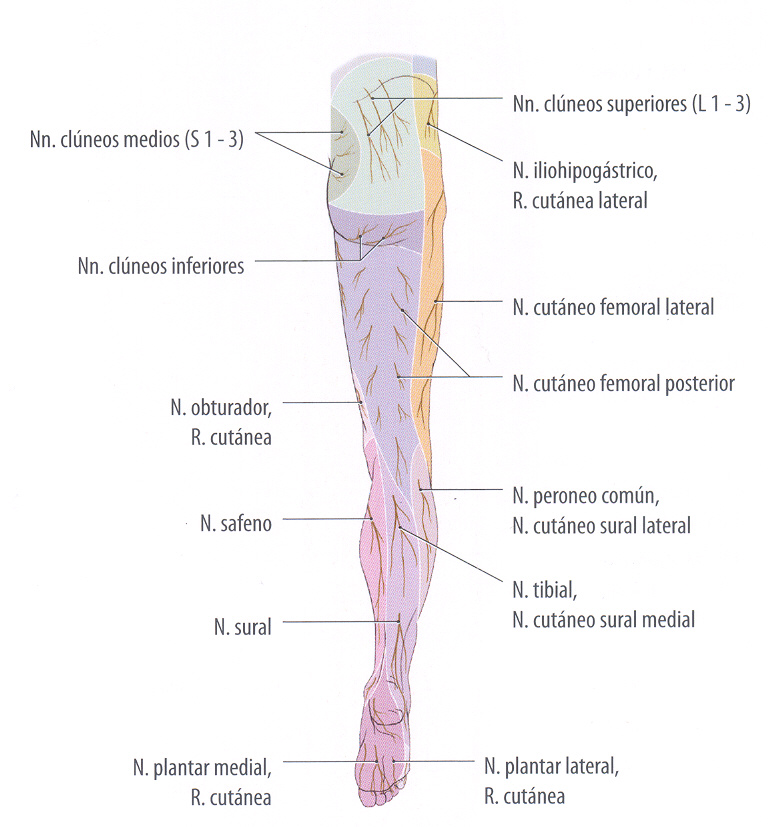 Nn. clúneos superiores (L 1 - 3)
Nn. clúneos medios (S 1 - 3)
N. iliohipogástrico,
R. cutánea lateral
Nn. clúneos inferiores
N. cutáneo femoral lateral
N. cutáneo femoral posterior
N. obturador,
R. cutánea
N. peroneo común,
N. cutáneo sural lateral
N. safeno
N. tibial,
N. cutáneo sural medial
N. sural
N. plantar medial,
R. cutánea
N. plantar lateral,
R. cutánea